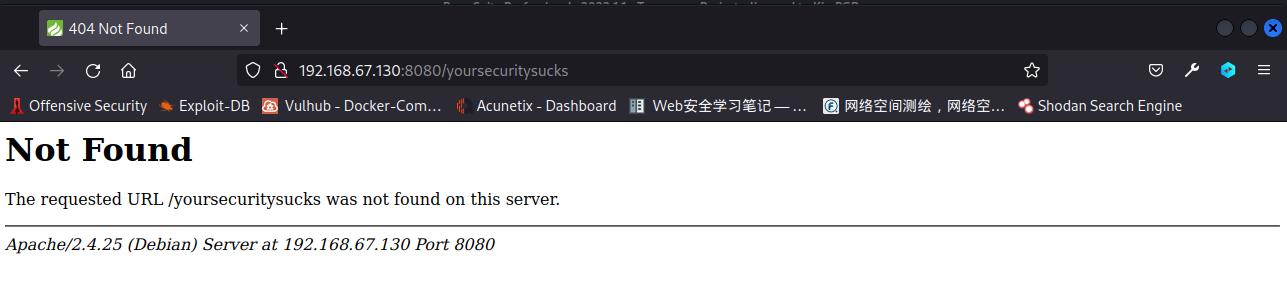 404 Not Found
192.168.67.130:8080/yoursecuritysucks
Offensive Security Exploit-DB Vulhub - Docker-Com… Acunetix - Dashboard Web安全学习笔记 — … 网络空间测绘，网络空… Shodan Search Engine
Not Found
The requested URL /yoursecuritysucks was not found on this server.
Apache/2.4.25 (Debian) Server at 192.168.67.130 Port 8080